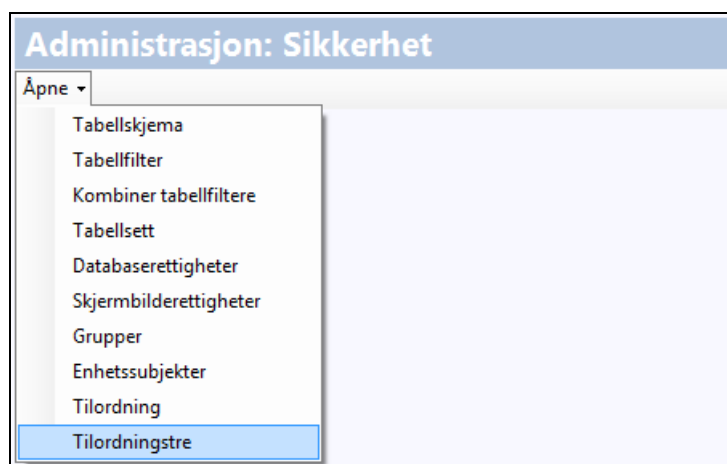 Administrasjon: Sikkerhet
Åpne
Tabellskjema
Tabellfilter
Kombiner tabellfiltere
Tabellsett
Databaserettigheter
Skjermbilderettigheter
Grupper
Enhetssubjekter
Tilordning
Tilordningstre